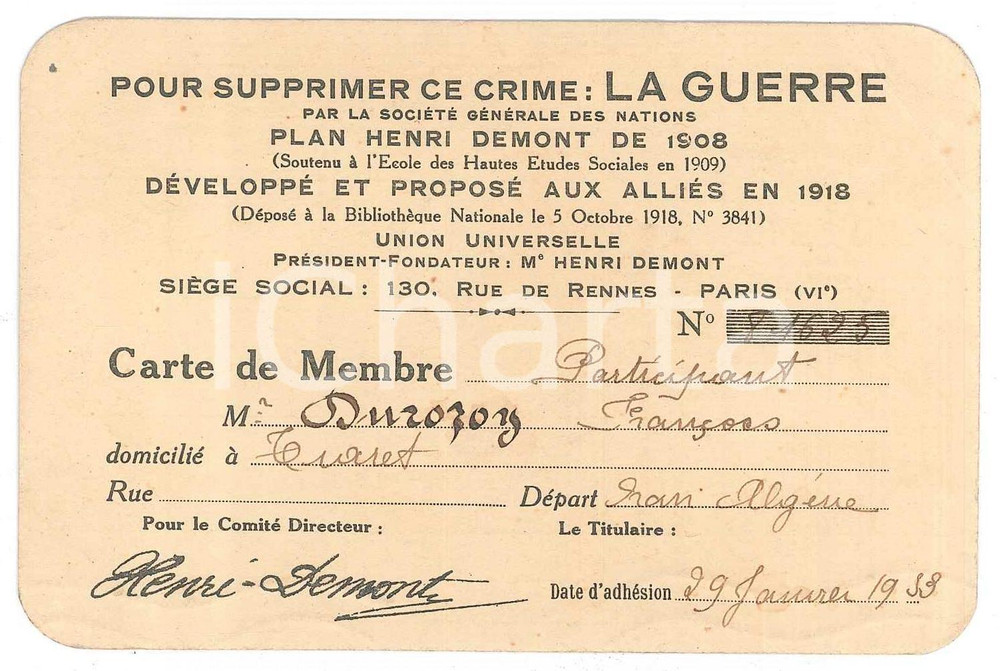 POUR SUPPRIMER CE CRIME : LA GUERRE
PAR LA SOCIÉTÉ GÉNÉRALE DES NATIONS
PLAN HENRI DEMONT DE 1908
(Soutenu à l'Ecole des Hautes Etudes Sociales en 1909)
DÉVELOPPÉ ET PROPOSÉ AUX ALLIÉS EN 1918
(Déposé à la Bibliothèque Nationale le 5 Octobre 1918, N° 3841)
UNION UNIVERSELLE
PRÉSIDENT-FONDATEUR : Me HENRI DEMONT
SIÈGE SOCIAL : 130, RUE DE RENNES - PARIS (VIe)
iCharta
N°
Carte de Membre Participant
Mr Durozoy François
domicilié à Tiaret
Rue Départ Oran Algérie
Pour le Comité Directeur : Le Titulaire :
Henri-Demont
Date d'adhésion 29 Janvier 1933